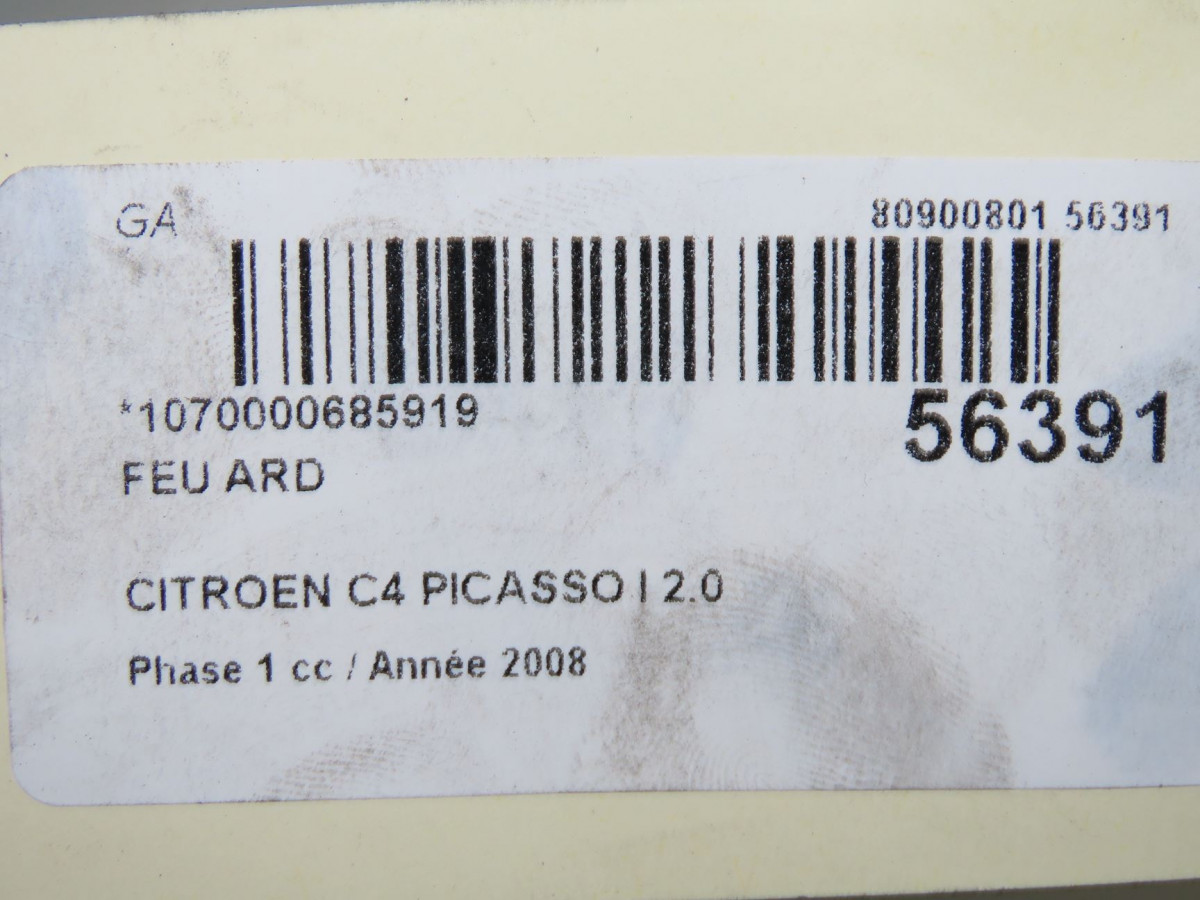 GA
80900801 56391
*1070000685919
56391
FEU ARD
CITROEN C4 PICASSO I 2.0
Phase 1 cc / Année 2008